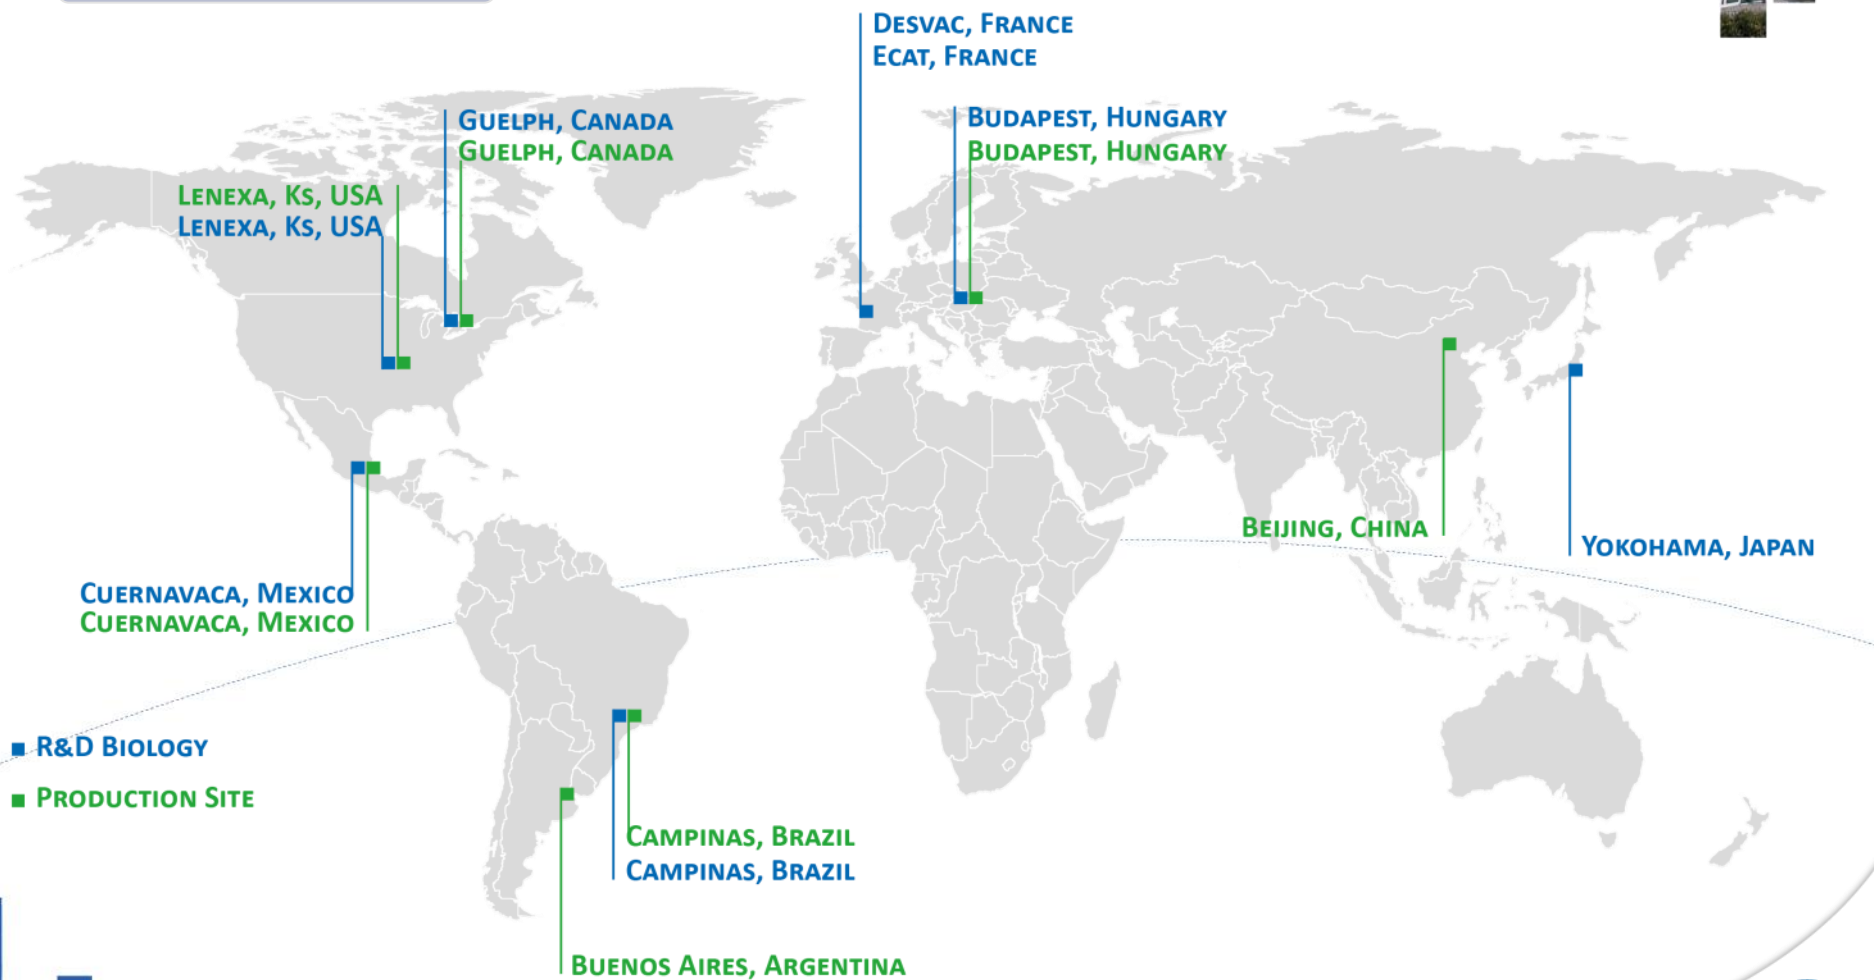 DESVAC, FRANCE
ECAT, FRANCE
GUELPH, CANADA
GUELPH, CANADA
BUDAPEST, HUNGARY
BUDAPEST, HUNGARY
LENEXA, KS, USA
LENEXA, KS, USA
BEIJING, CHINA
YOKOHAMA, JAPAN
CUERNAVACA, MEXICO
CUERNAVACA, MEXICO
R&D BIOLOGY
PRODUCTION SITE
CAMPINAS, BRAZIL
CAMPINAS, BRAZIL
BUENOS AIRES, ARGENTINA